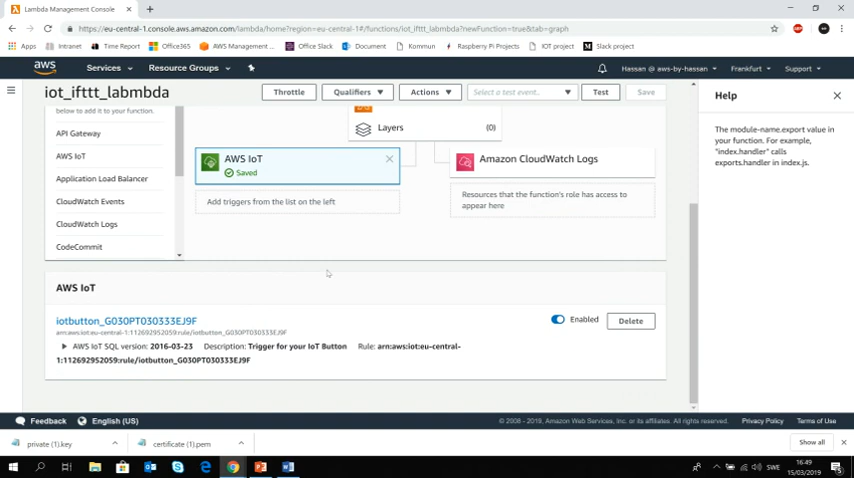 Lambda Management Console
https://eu-central-1.console.aws.amazon.com/lambda/home?region=eu-central-1#/functions/iot_ifttt_labmbda?newFunction=true&tab=graph
Apps Intranet Time Report Office365 AWS Management ... Office Slack Document Kommun Raspberry Pi Projects IOT project Slack project
aws Services Resource Groups Hassan @ aws-by-hassan Frankfurt Support
iot_ifttt_labmbda Throttle Qualifiers Actions Select a test event.. Test Save
Help
below to add it to your function.
API Gateway
AWS IoT
Application Load Balancer
CloudWatch Events
CloudWatch Logs
CodeCommit
Layers (0)
AWS IoT
Saved
Add triggers from the list on the left
Amazon CloudWatch Logs
Resources that the function's role has access to
appear here
The module-name.export value in
your function. For example,
"index.handler" calls
exports.handler in index.js.
AWS IoT
iotbutton_G030PT030333EJ9F
arn:aws:iot:eu-central-1:112692952059:rule/iotbutton_G030PT030333EJ9F
Enabled Delete
AWS IoT SQL version: 2016-03-23 Description: Trigger for your IoT Button Rule: arn:aws:iot:eu-central-
1:112692952059:rule/iotbutton_G030PT030333EJ9F
Feedback English (US) © 2008 - 2019, Amazon Web Services, Inc. or its affiliates. All rights reserved. Privacy Policy Terms of Use
private (1).key certificate (1).pem Show all
SWE
16:49
15/03/2019